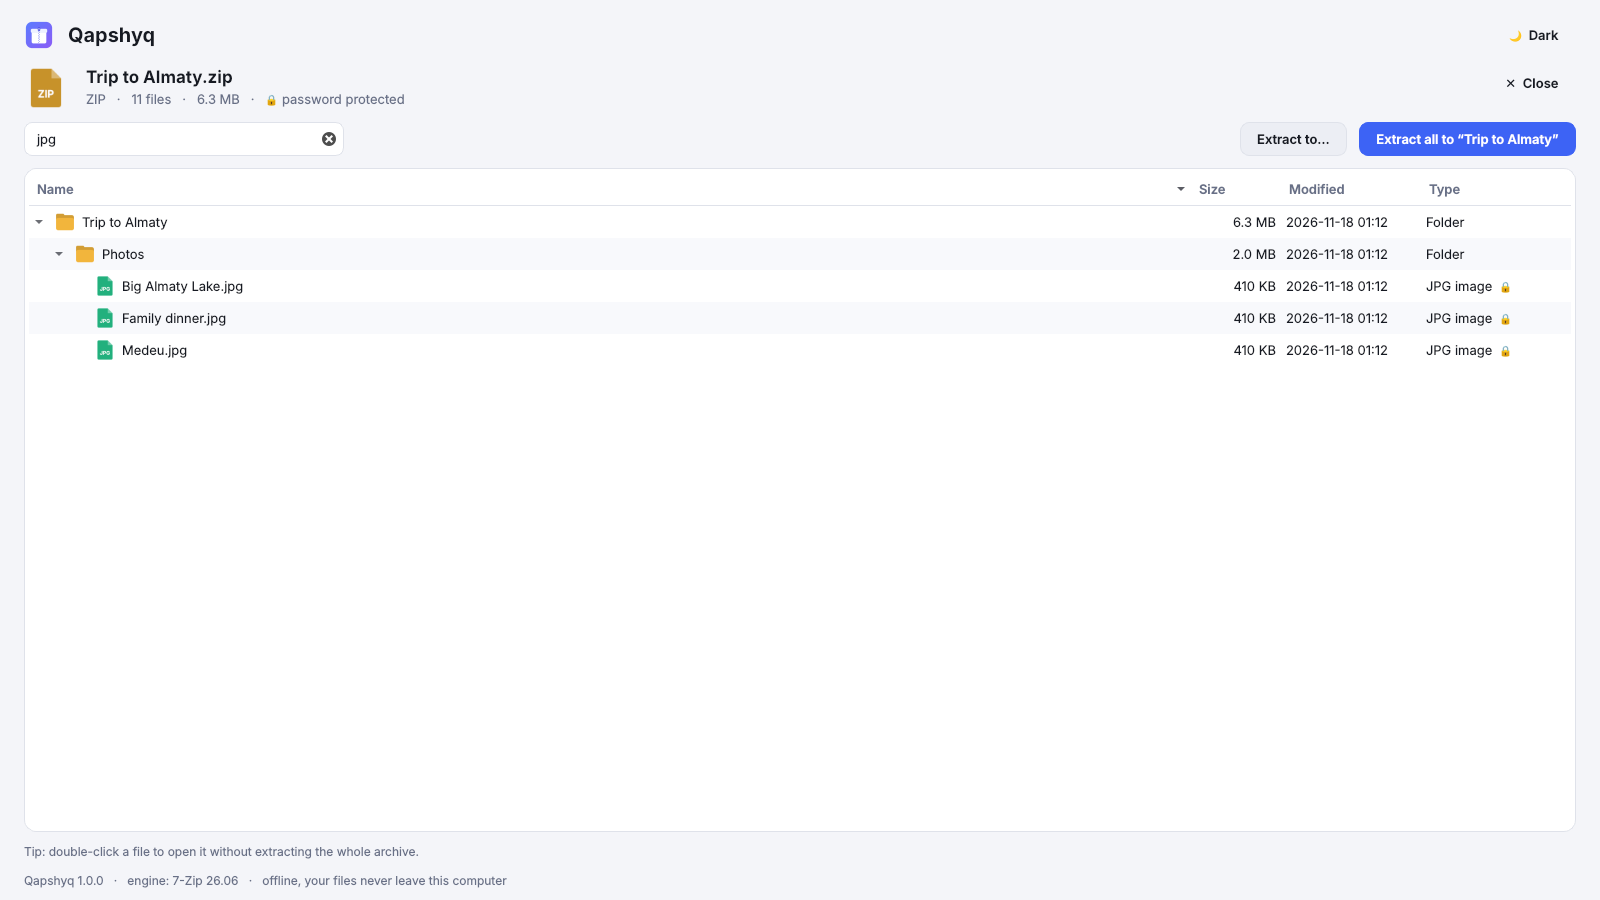 Qapshyq
🌙 Dark
ZIP
Trip to Almaty.zip
ZIP · 11 files · 6.3 MB · 🔒 password protected
✕ Close
jpg
Extract to...
Extract all to “Trip to Almaty”
Name Size Modified Type
Trip to Almaty 6.3 MB 2026-11-18 01:12 Folder
Photos 2.0 MB 2026-11-18 01:12 Folder
JPG Big Almaty Lake.jpg 410 KB 2026-11-18 01:12 JPG image 🔒
JPG Family dinner.jpg 410 KB 2026-11-18 01:12 JPG image 🔒
JPG Medeu.jpg 410 KB 2026-11-18 01:12 JPG image 🔒
Tip: double-click a file to open it without extracting the whole archive.
Qapshyq 1.0.0 · engine: 7-Zip 26.06 · offline, your files never leave this computer